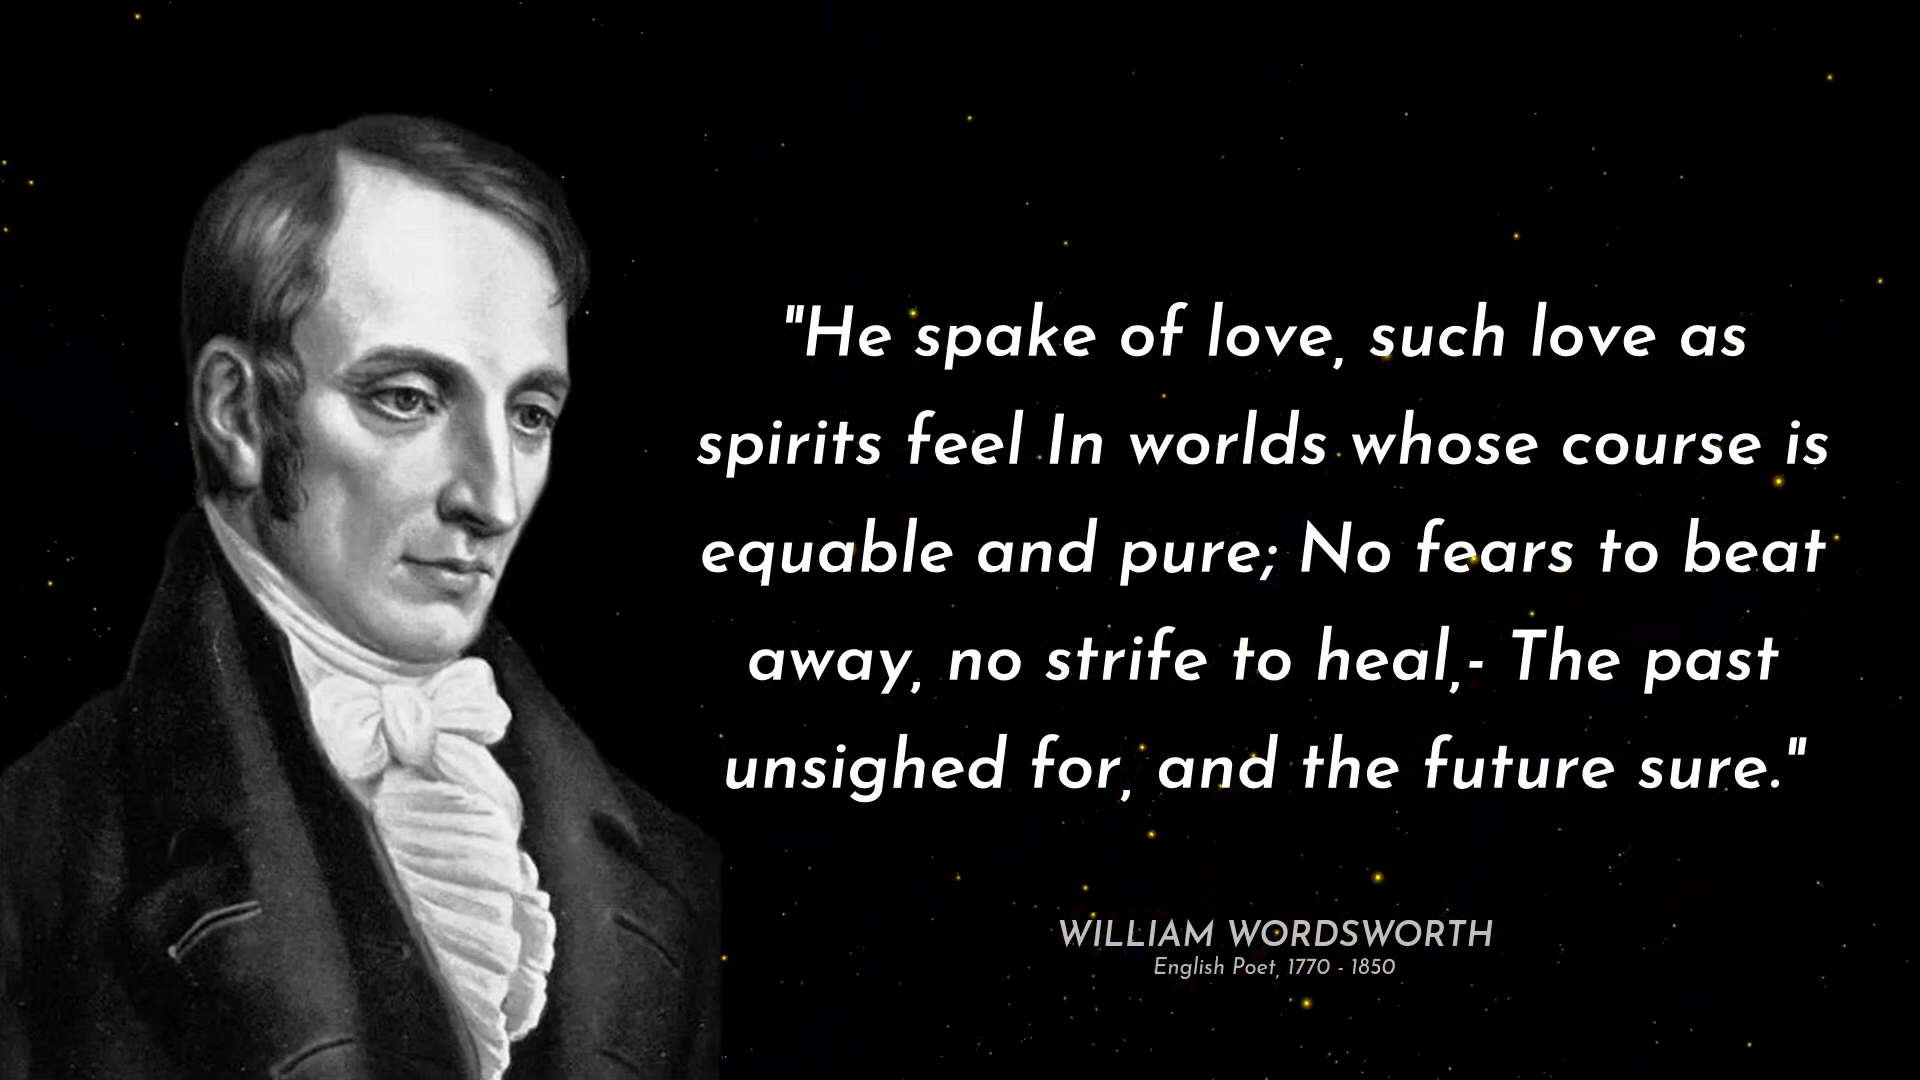 "He spake of love, such love as
spirits feel In worlds whose course is
equable and pure; No fears to beat
away, no strife to heal,- The past
unsighed for, and the future sure."
WILLIAM WORDSWORTH
English Poet, 1770 - 1850